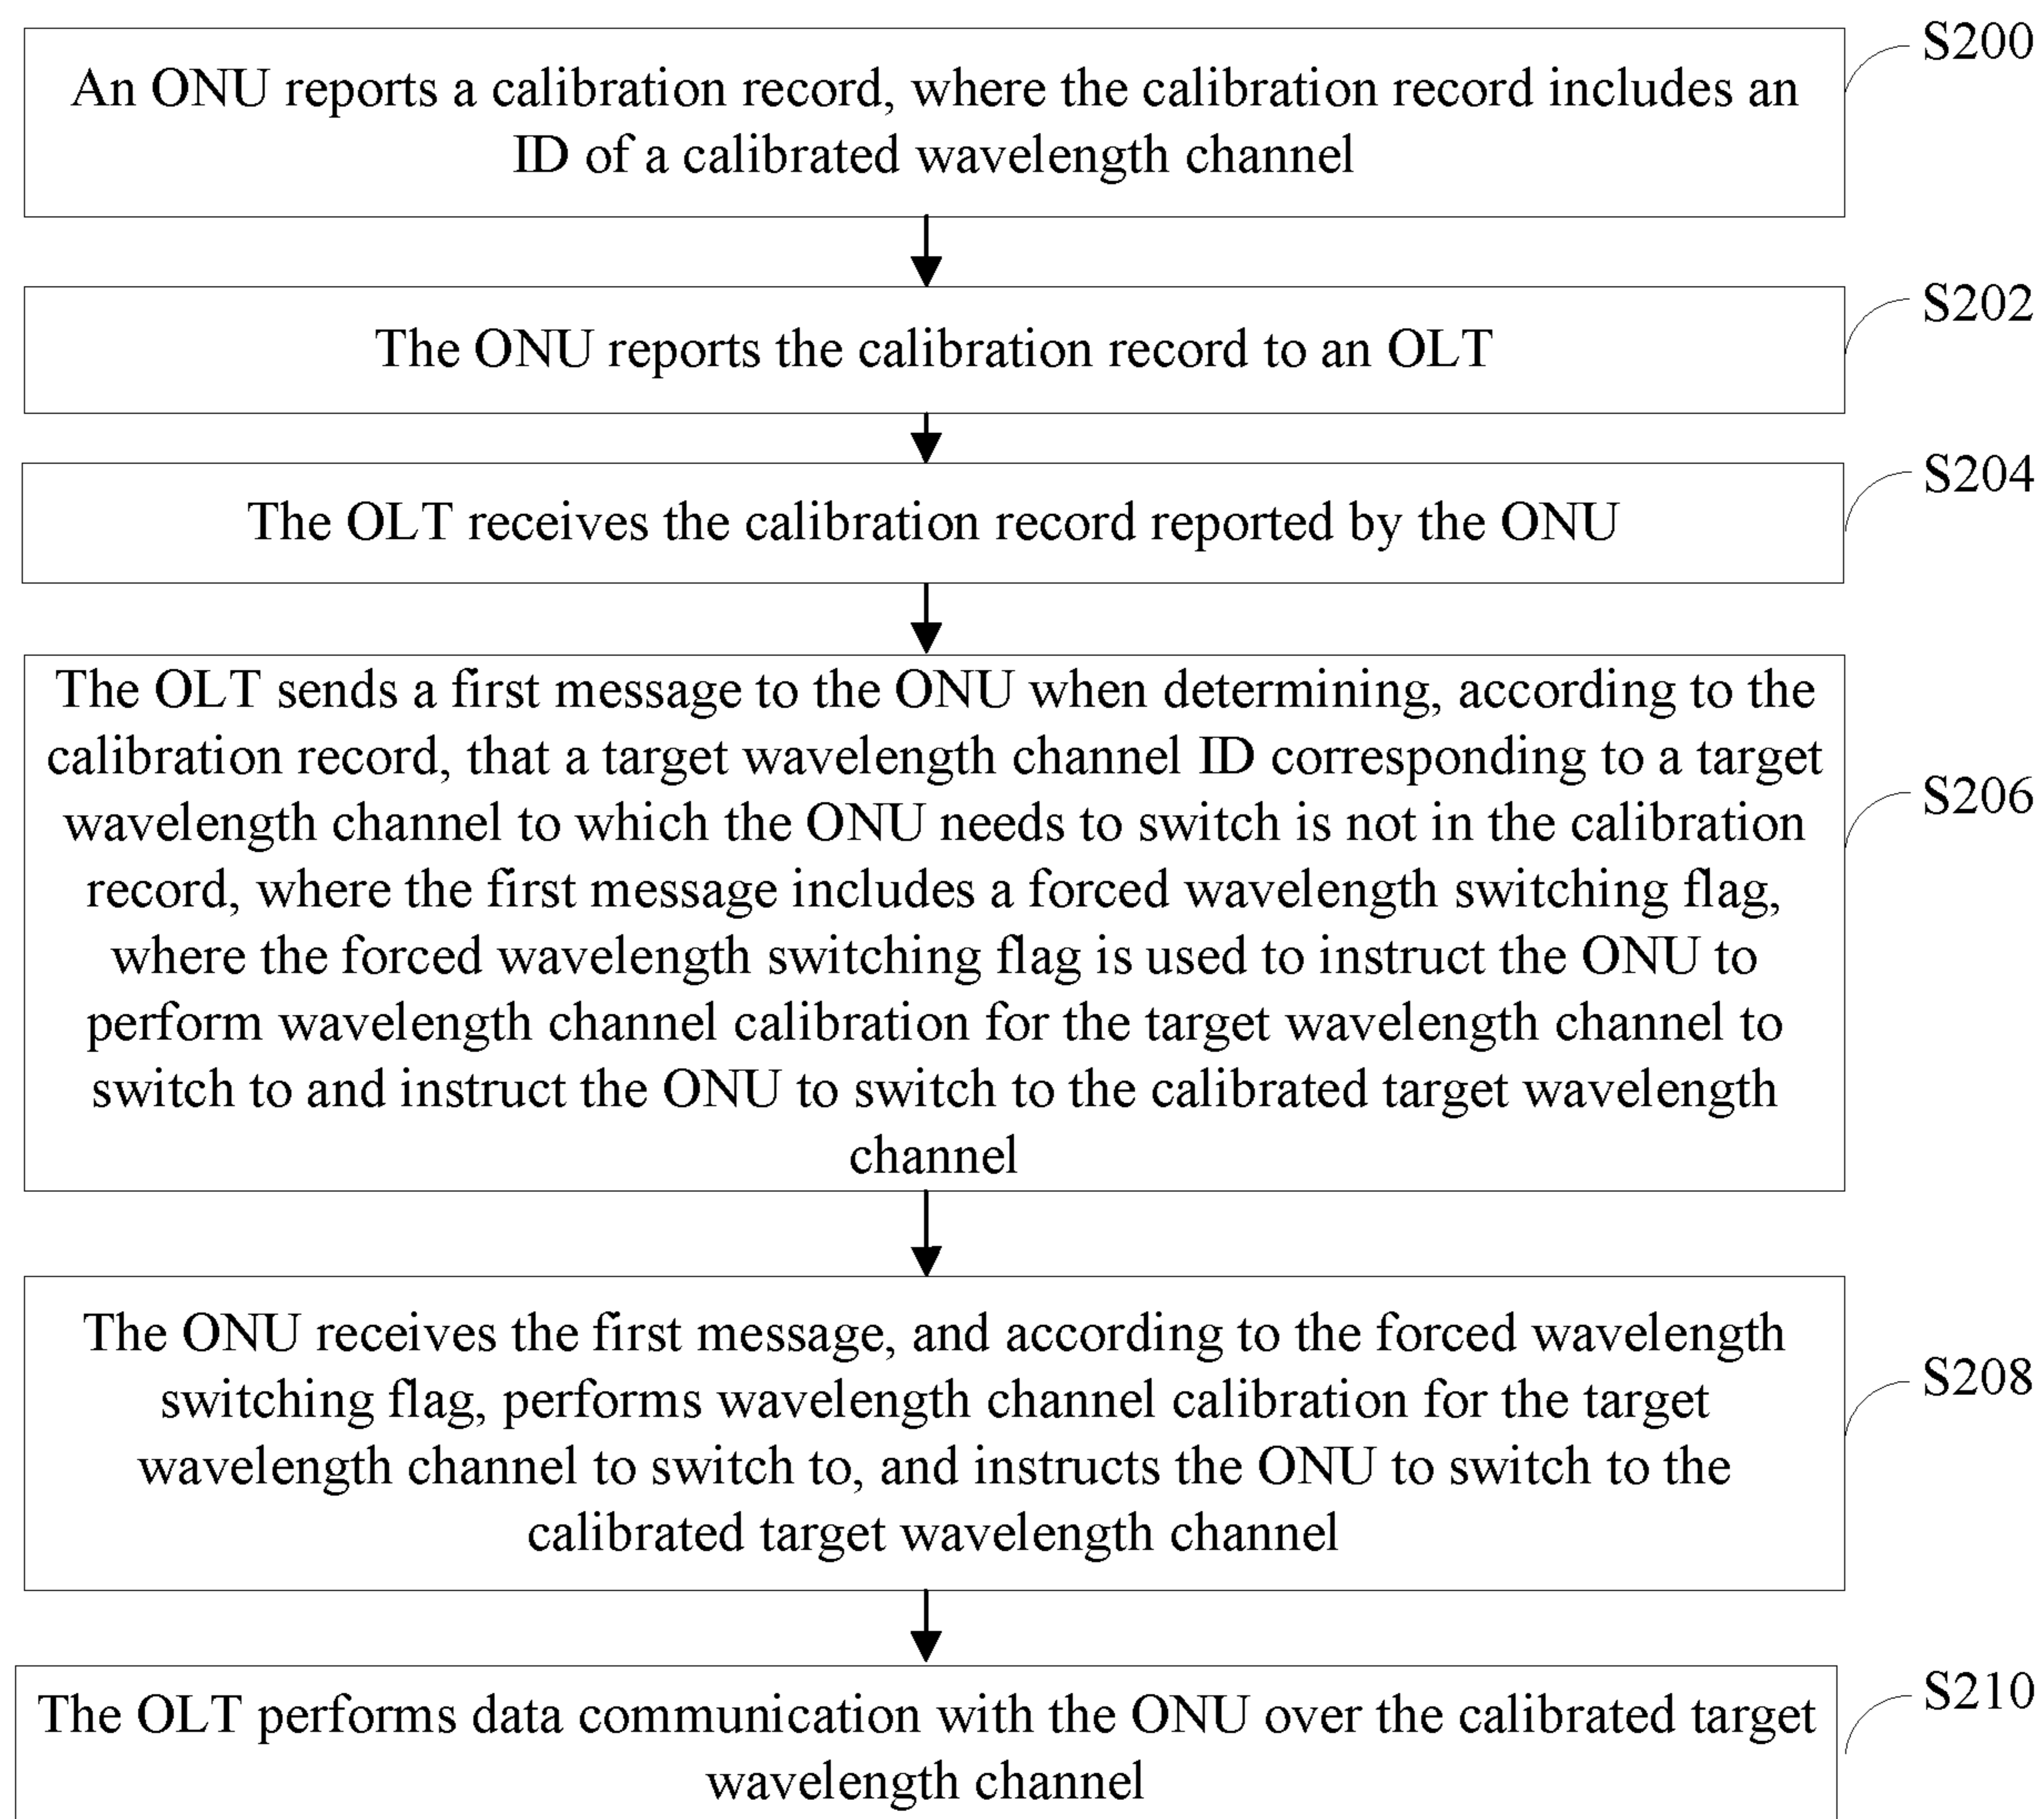 An ONU reports a calibration record, where the calibration record includes an
ID of a calibrated wavelength channel
S200
The ONU reports the calibration record to an OLT
S202
The OLT receives the calibration record reported by the ONU
S204
The OLT sends a first message to the ONU when determining, according to the
calibration record, that a target wavelength channel ID corresponding to a target
wavelength channel to which the ONU needs to switch is not in the calibration
record, where the first message includes a forced wavelength switching flag,
where the forced wavelength switching flag is used to instruct the ONU to
perform wavelength channel calibration for the target wavelength channel to
switch to and instruct the ONU to switch to the calibrated target wavelength
channel
S206
The ONU receives the first message, and according to the forced wavelength
switching flag, performs wavelength channel calibration for the target
wavelength channel to switch to, and instructs the ONU to switch to the
calibrated target wavelength channel
S208
The OLT performs data communication with the ONU over the calibrated target
wavelength channel
S210